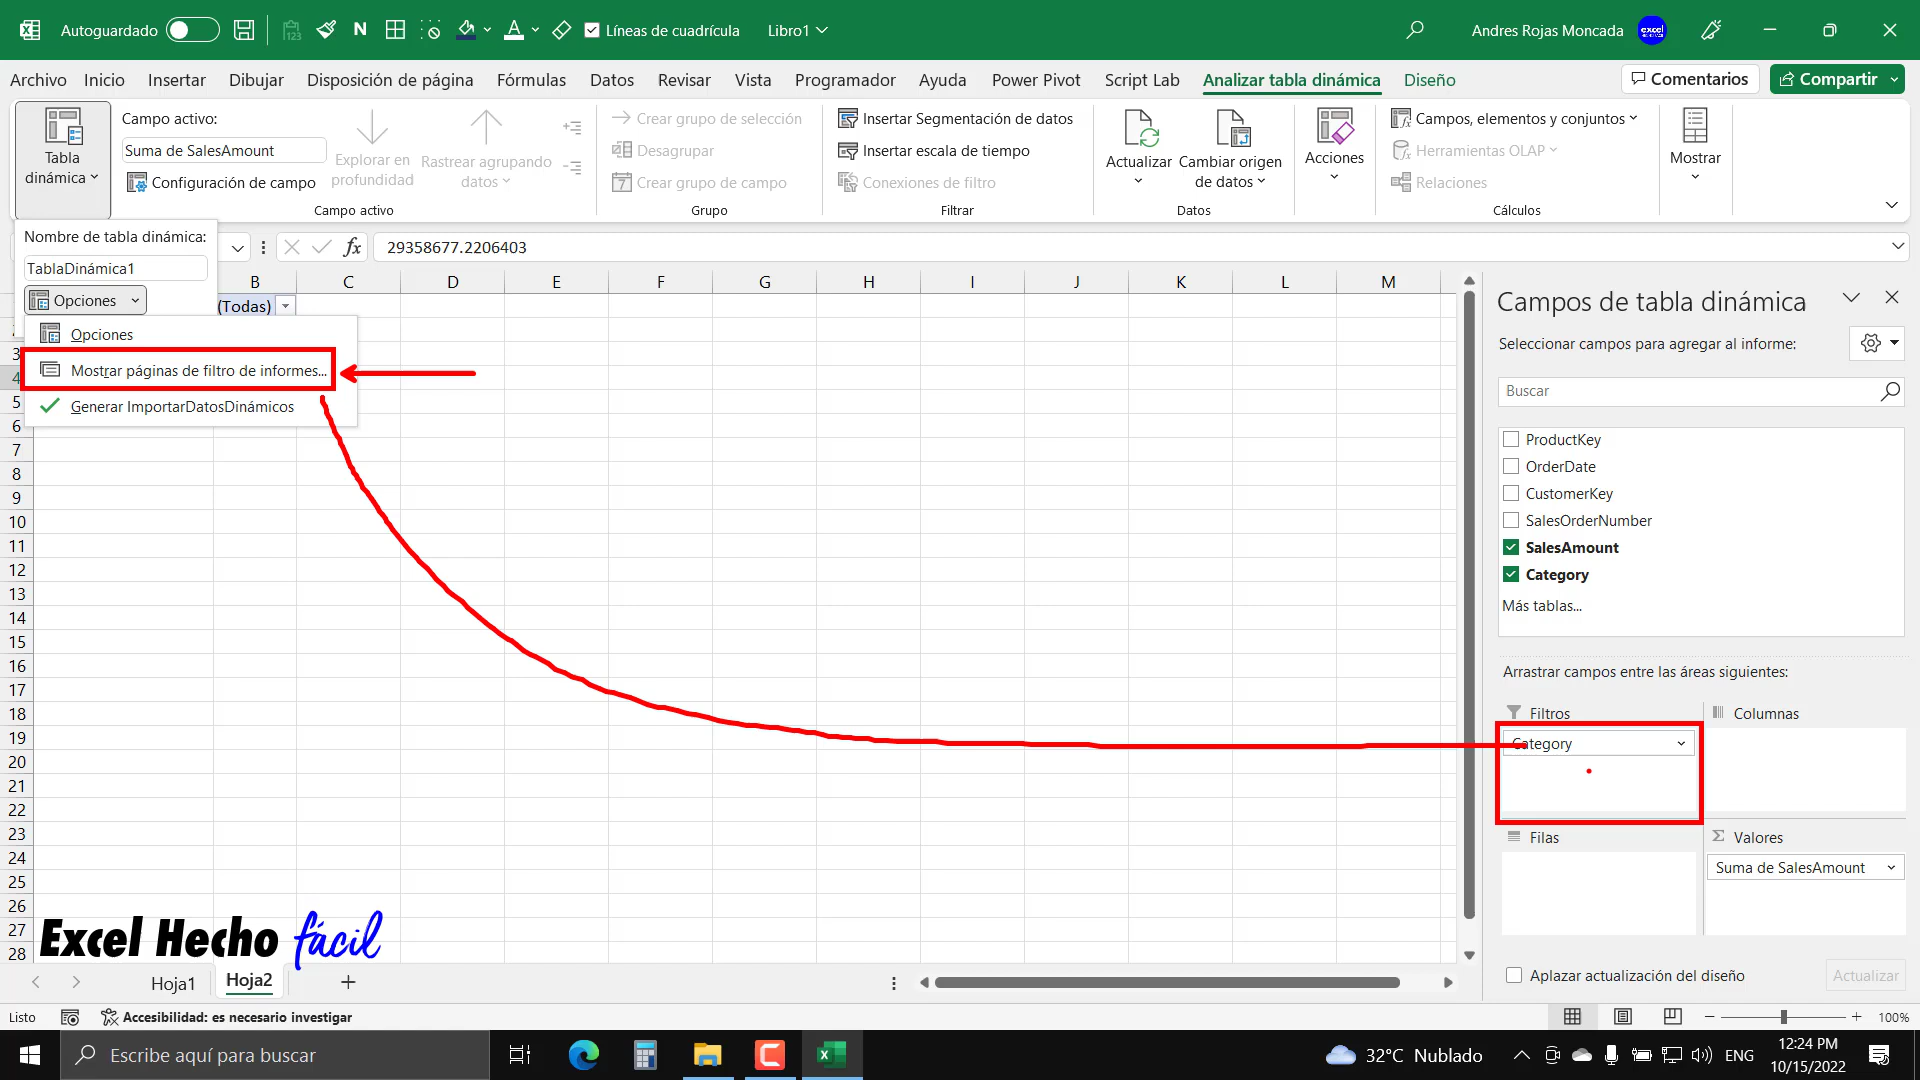 Autoguardado
N
A
Líneas de cuadrícula
Libro1
Andres Rojas Moncada
Archivo Inicio Insertar Dibujar Disposición de página Fórmulas Datos Revisar Vista Programador Ayuda Power Pivot Script Lab Analizar tabla dinámica Diseño
Comentarios
Compartir
Tabla dinámica
Campo activo:
Suma de SalesAmount
Configuración de campo
Explorar en profundidad
Rastrear agrupando datos
Campo activo
Crear grupo de selección
Desagrupar
Crear grupo de campo
Grupo
Insertar Segmentación de datos
Insertar escala de tiempo
Conexiones de filtro
Filtrar
Actualizar
Cambiar origen de datos
Datos
Acciones
Campos, elementos y conjuntos
Herramientas OLAP
Relaciones
Cálculos
Mostrar
Nombre de tabla dinámica:
TablaDinámica1
Opciones
Opciones
Mostrar páginas de filtro de informes...
Generar ImportarDatosDinámicos
fx
29358677.2206403
B C D E F G H I J K L M
(Todas)
3
4
5
6
7
8
9
10
11
12
13
14
15
16
17
18
19
20
21
22
23
24
25
26
27
28
Campos de tabla dinámica
Seleccionar campos para agregar al informe:
Buscar
ProductKey
OrderDate
CustomerKey
SalesOrderNumber
SalesAmount
Category
Más tablas...
Arrastrar campos entre las áreas siguientes:
Filtros
Columnas
Category
Filas
Valores
Suma de SalesAmount
Aplazar actualización del diseño
Actualizar
Excel Hecho fácil
Hoja1 Hoja2
Listo
Accesibilidad: es necesario investigar
100%
Escribe aquí para buscar
32°C Nublado
ENG
12:24 PM
10/15/2022